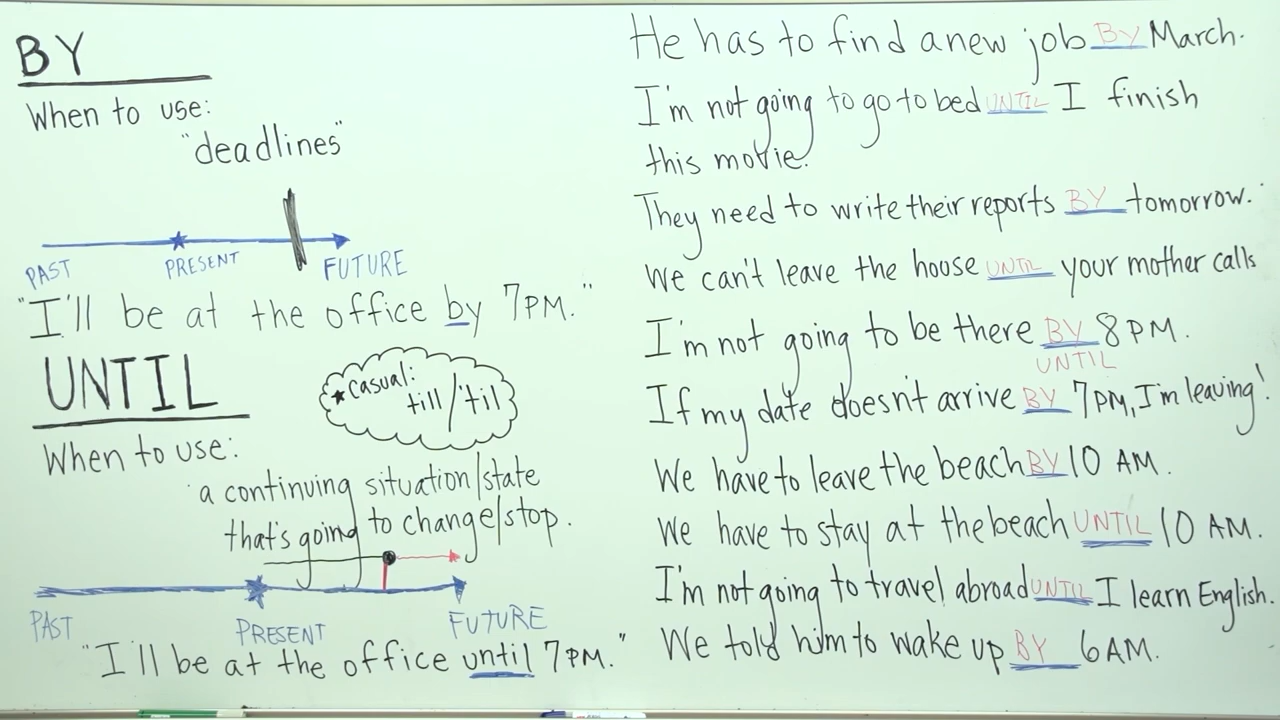 BY
When to use:
"deadlines"
PAST PRESENT FUTURE
"I'll be at the office by 7PM."
UNTIL
★casual:
till/'til
When to use:
a continuing situation/state
that's going to change/stop.
PAST PRESENT FUTURE
"I'll be at the office until 7PM."
He has to find a new job BY March.
I'm not going to go to bed UNTIL I finish
this movie.
They need to write their reports BY tomorrow.
We can't leave the house UNTIL your mother calls
I'm not going to be there BY 8PM.
UNTIL
If my date doesn't arrive BY 7PM, I'm leaving!
We have to leave the beach BY 10 AM.
We have to stay at the beach UNTIL 10 AM.
I'm not going to travel abroad UNTIL I learn English.
We told him to wake up BY 6AM.